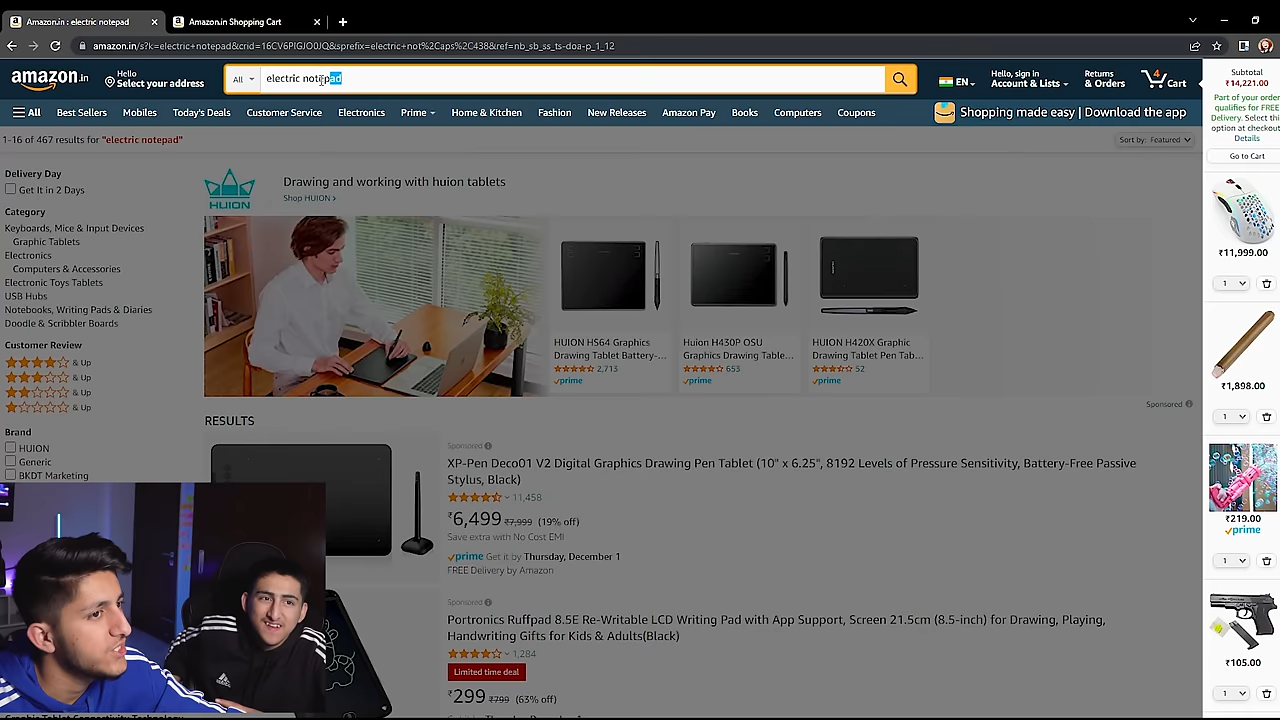 Amazon.in : electric notepad
Amazon.in Shopping Cart
amazon.in/s?k=electric+notepad&crid=16CV6PIGJO0JQ&sprefix=electric+not%2Caps%2C438&ref=nb_sb_ss_ts-doa-p_1_12
amazon.in
Hello
Select your address
All
electric notepad
EN
Hello, sign in
Account & Lists
Returns
& Orders
4
Cart
All
Best Sellers
Mobiles
Today's Deals
Customer Service
Electronics
Prime
Home & Kitchen
Fashion
New Releases
Amazon Pay
Books
Computers
Coupons
Shopping made easy | Download the app
1-16 of 467 results for "electric notepad"
Sort by: Featured
Delivery Day
Get It in 2 Days
Category
Keyboards, Mice & Input Devices
Graphic Tablets
Electronics
Computers & Accessories
Electronic Toys Tablets
USB Hubs
Notebooks, Writing Pads & Diaries
Doodle & Scribbler Boards
Customer Review
& Up
& Up
& Up
& Up
Brand
HUION
Generic
BKDT Marketing
HUION
Drawing and working with huion tablets
Shop HUION ›
HUION HS64 Graphics
Drawing Tablet Battery-...
2,713
prime
Huion H430P OSU
Graphics Drawing Table...
653
prime
HUION H420X Graphic
Drawing Tablet Pen Tab...
52
prime
Sponsored
RESULTS
Sponsored
XP-Pen Deco01 V2 Digital Graphics Drawing Pen Tablet (10" x 6.25", 8192 Levels of Pressure Sensitivity, Battery-Free Passive
Stylus, Black)
11,458
₹6,499 ₹7,999 (19% off)
Save extra with No Cost EMI
prime Get it by Thursday, December 1
FREE Delivery by Amazon
Sponsored
Portronics Ruffpad 8.5E Re-Writable LCD Writing Pad with App Support, Screen 21.5cm (8.5-inch) for Drawing, Playing,
Handwriting Gifts for Kids & Adults(Black)
1,284
Limited time deal
₹299 ₹799 (63% off)
Subtotal
₹14,221.00
Part of your order
qualifies for FREE
Delivery. Select this
option at checkout.
Details
Go to Cart
₹11,999.00
1
₹1,898.00
1
₹219.00
prime
1
₹105.00
1